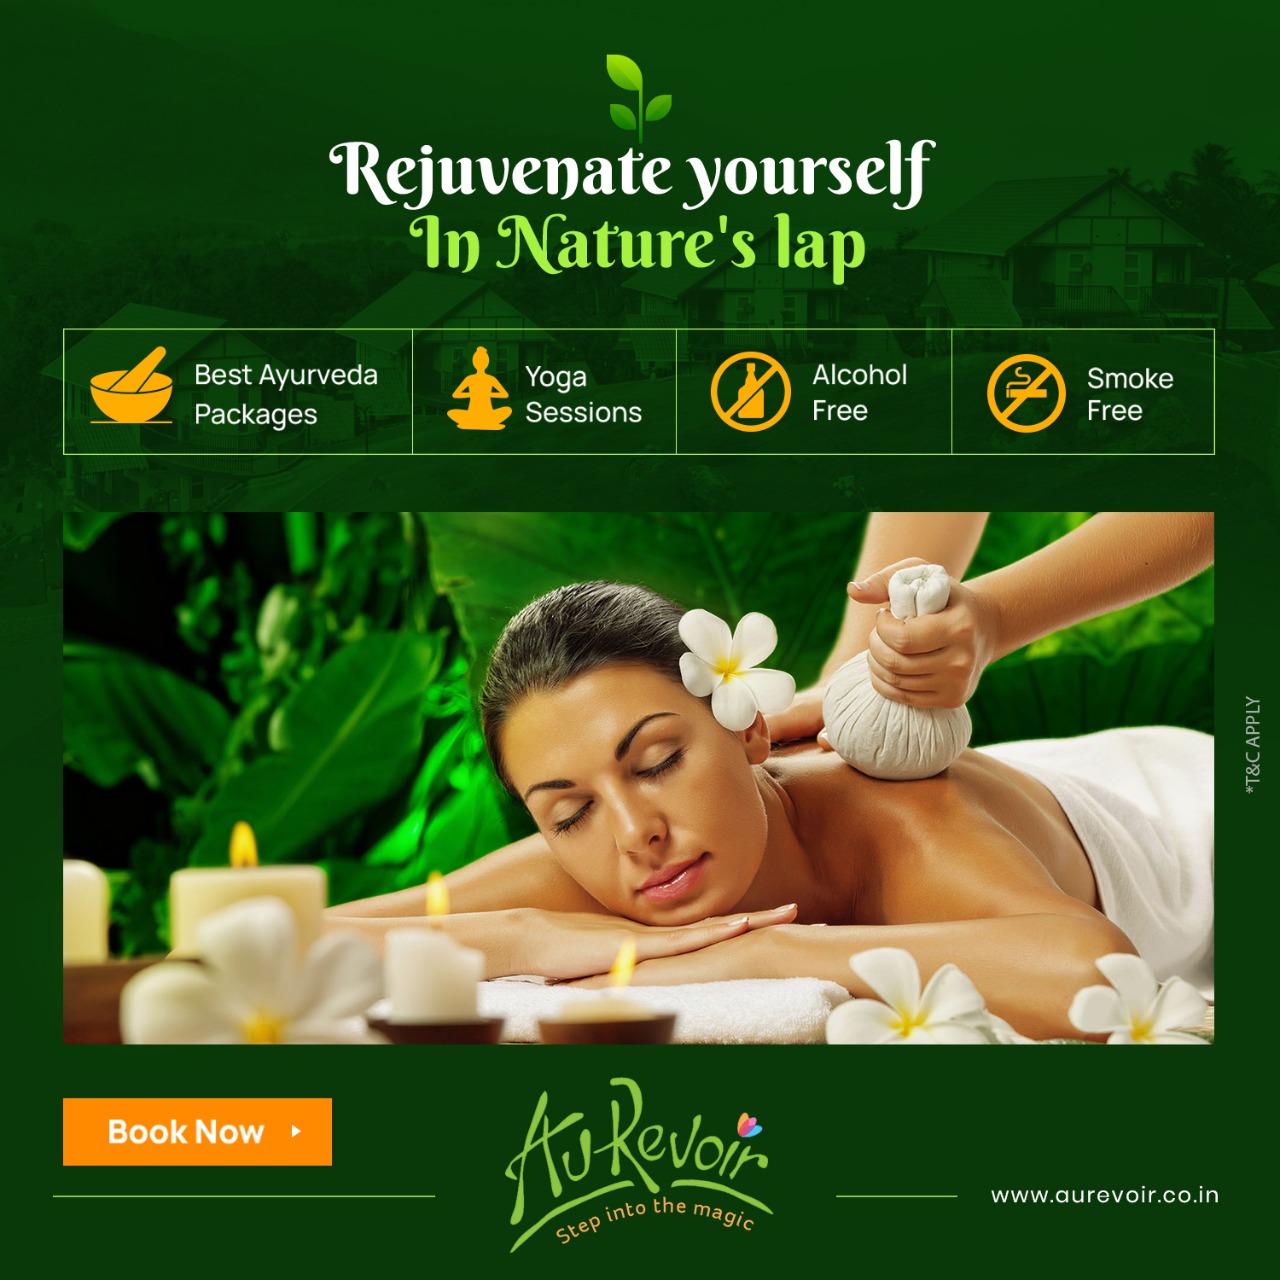 Rejuvenate yourself
In Nature's lap
Best Ayurveda
Packages
Yoga
Sessions
Alcohol
Free
Smoke
Free
*T&C APPLY
Book Now
AuRevoir
Step into the magic
www.aurevoir.co.in